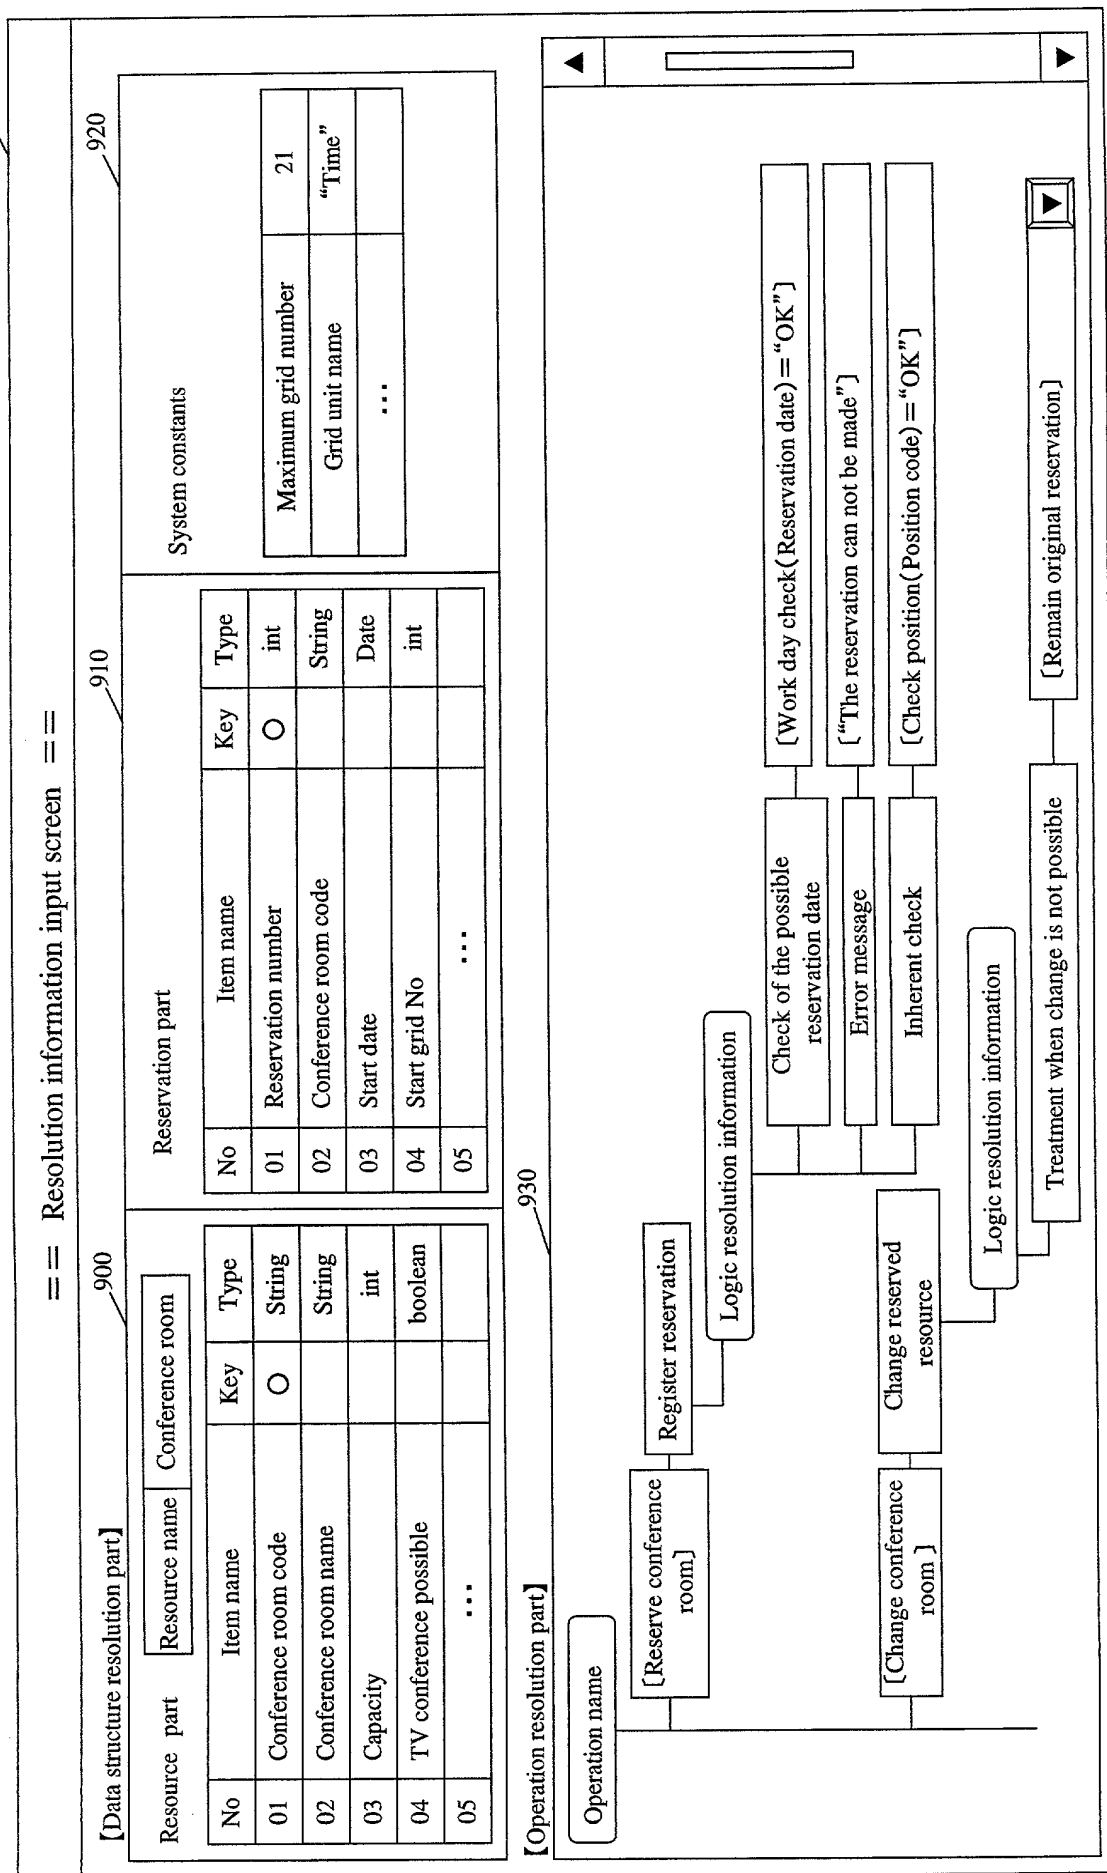 == Resolution information input screen ==
【Data structure resolution part】
900
910
920
Resource part
Resource name Conference room
No Item name Key Type
01 Conference room code ○ String
02 Conference room name String
03 Capacity int
04 TV conference possible boolean
05 ...
Reservation part
No Item name Key Type
01 Reservation number ○ int
02 Conference room code String
03 Start date Date
04 Start grid No int
05 ...
System constants
Maximum grid number 21
Grid unit name “Time”
...
【Operation resolution part】
930
Operation name
[Reserve conference
room]
Register reservation
Logic resolution information
Check of the possible
reservation date
[Work day check(Reservation date)=“OK”]
Error message
[“The reservation can not be made”]
Inherent check
[Check position(Position code)=“OK”]
[Change conference
room ]
Change reserved
resource
Logic resolution information
Treatment when change is not possible
[Remain original reservation]
▼
▲
▼